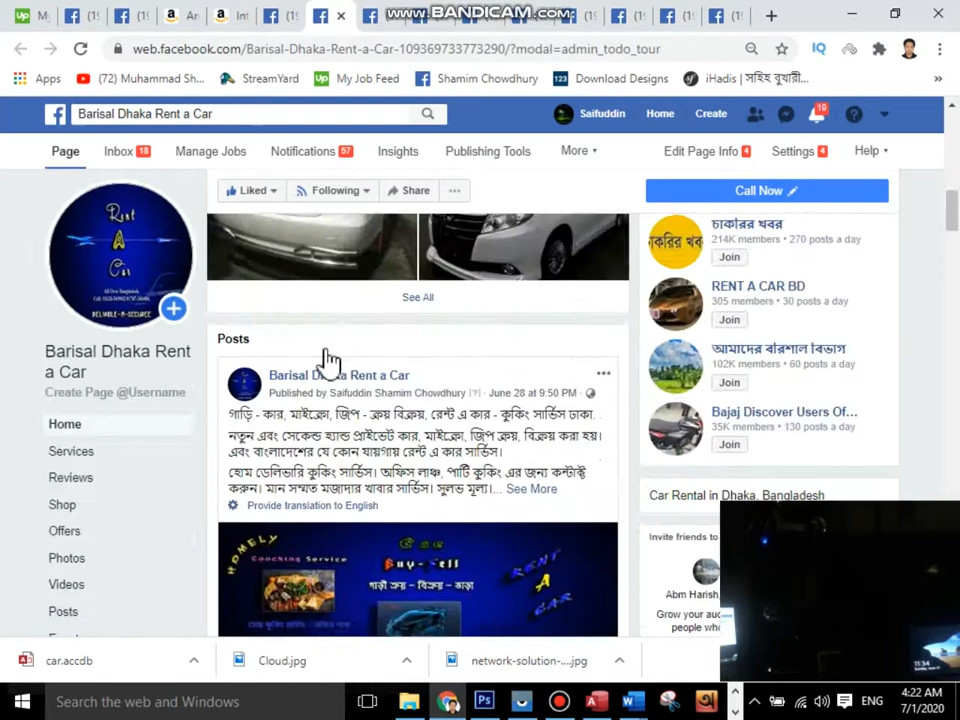 www.BANDICAM.com
web.facebook.com/Barisal-Dhaka-Rent-a-Car-109369733773290/?modal=admin_todo_tour
Apps (72) Muhammad Sh... StreamYard My Job Feed Shamim Chowdhury Download Designs iHadis | সহিহ বুখারী...
Barisal Dhaka Rent a Car Saifuddin Home Create 19
Page Inbox 18 Manage Jobs Notifications 57 Insights Publishing Tools More Edit Page Info 4 Settings 4 Help
Liked Following Share ... Call Now
Rent
A
Car
Barisal Dhaka Rent
a Car
Create Page @Username
Home
Services
Reviews
Shop
Offers
Photos
Videos
Posts
See All
Posts
Barisal Dhaka Rent a Car
Published by Saifuddin Shamim Chowdhury [?] • June 28 at 9:50 PM •
গাড়ি - কার, মাইক্রো, জিপ - ক্রয় বিক্রয়, রেন্ট এ কার - কুকিং সার্ভিস ঢাকা.
নতুন এবং সেকেন্ড হ্যান্ড প্রাইভেট কার, মাইক্রো, জিপ ক্রয়, বিক্রয় করা হয়।
এবং বাংলাদেশের যে কোন যায়গায় রেন্ট এ কার সার্ভিস।
হোম ডেলিভারি কুকিং সার্ভিস। অফিস লাঞ্চ, পার্টি কুকিং এর জন্য কন্টাক্ট
করুন। মান সম্মত মজাদার খাবার সার্ভিস। সুলভ মূল্য।... See More
Provide translation to English
HOMELY
Coocking Service
Buy-Sell
গাড়ী ক্রয় - বিক্রয় - ভাড়া
RENT
A
CAR
চাকরির খবর
214K members • 270 posts a day
Join
RENT A CAR BD
305 members • 30 posts a day
Join
আমাদের বরিশাল বিভাগ
102K members • 60 posts a day
Join
Bajaj Discover Users Of...
35K members • 130 posts a day
Join
Car Rental in Dhaka, Bangladesh
Invite friends to
Abm Harish,
Grow your aud
people who
11:34
car.accdb Cloud.jpg network-solution-....jpg
Search the web and Windows
ENG
4:22 AM
7/1/2020